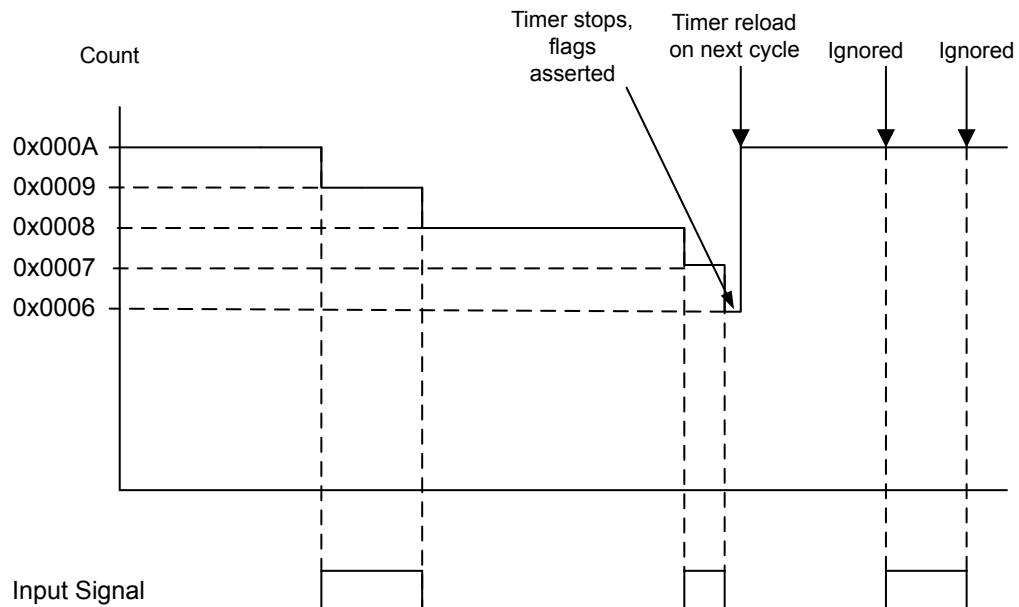 Timer stops,
flags
asserted
Timer reload
on next cycle
Ignored
Ignored
Count
0x000A
0x0009
0x0008
0x0007
0x0006
Input Signal